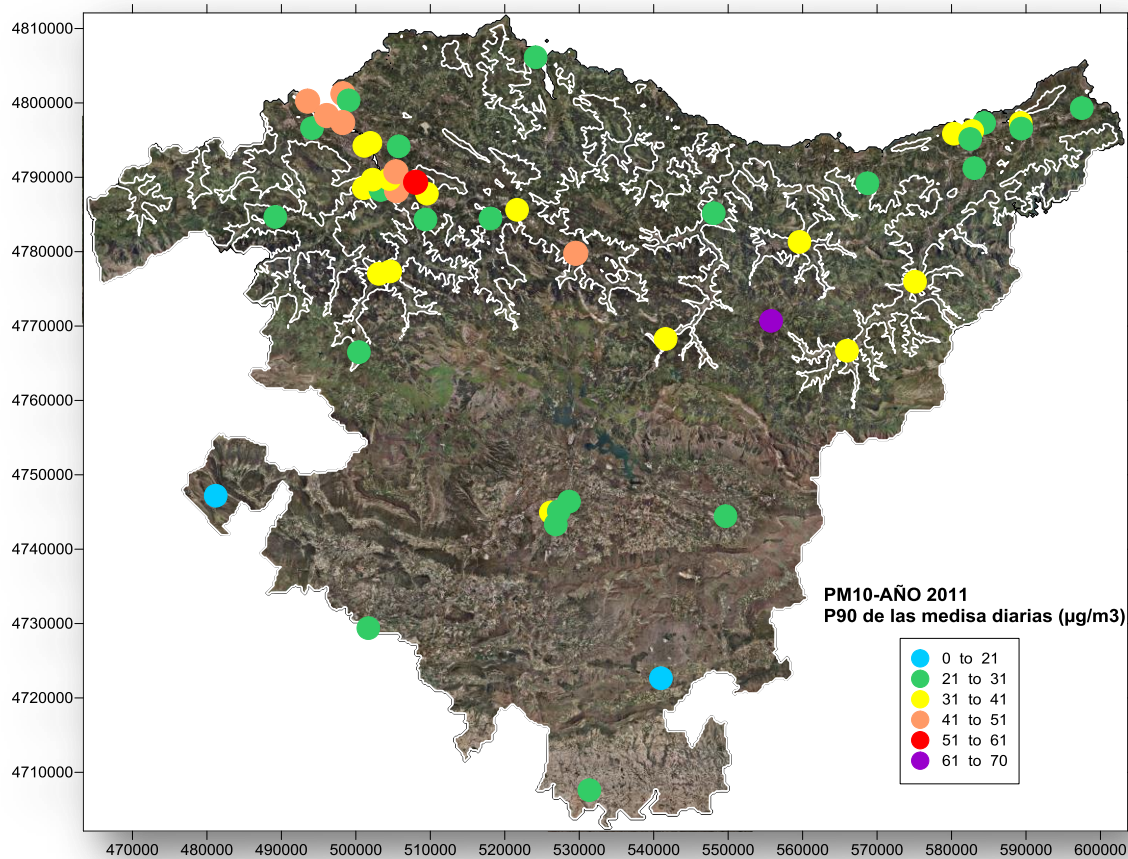 4810000
4800000
4790000
4780000
4770000
4760000
4750000
4740000
4730000
4720000
4710000
PM10-AÑO 2011
P90 de las medisa diarias (µg/m3)
0 to 21
21 to 31
31 to 41
41 to 51
51 to 61
61 to 70
470000 480000 490000 500000 510000 520000 530000 540000 550000 560000 570000 580000 590000 600000